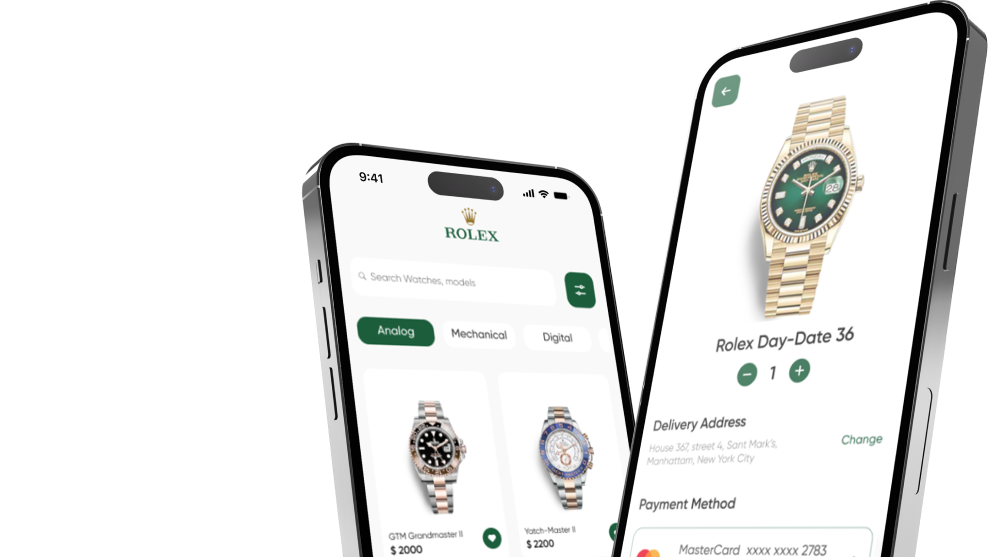 9:41
ROLEX
Search Watches, models
Analog
Mechanical
Digital
GTM Grandmaster II
$ 2000
Yatch-Master II
$ 2200
ROLEX
28
Rolex Day-Date 36
1
Delivery Address
House 367, street 4, Sant Mark's,
Manhattam, New York City
Change
Payment Method
MasterCard xxxx xxxx 2783